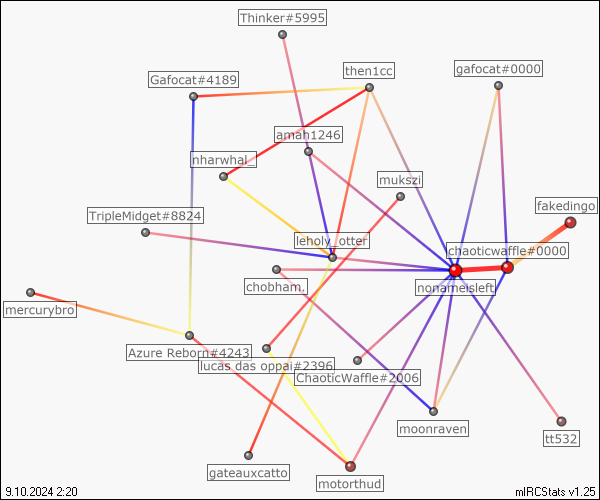 Thinker#5995
then1cc
gafocat#0000
Gafocat#4189
amah1246
nharwhal_
mukszi
fakedingo
TripleMidget#8824
leholy_otter
chaoticwaffle#0000
chobham.
nonameisleft
mercurybro
Azure Reborn#4243
lucas das oppai#2396
ChaoticWaffle#2006
moonraven
tt532
gateauxcatto
motorthud
9.10.2024 2:20
mIRCStats v1.25